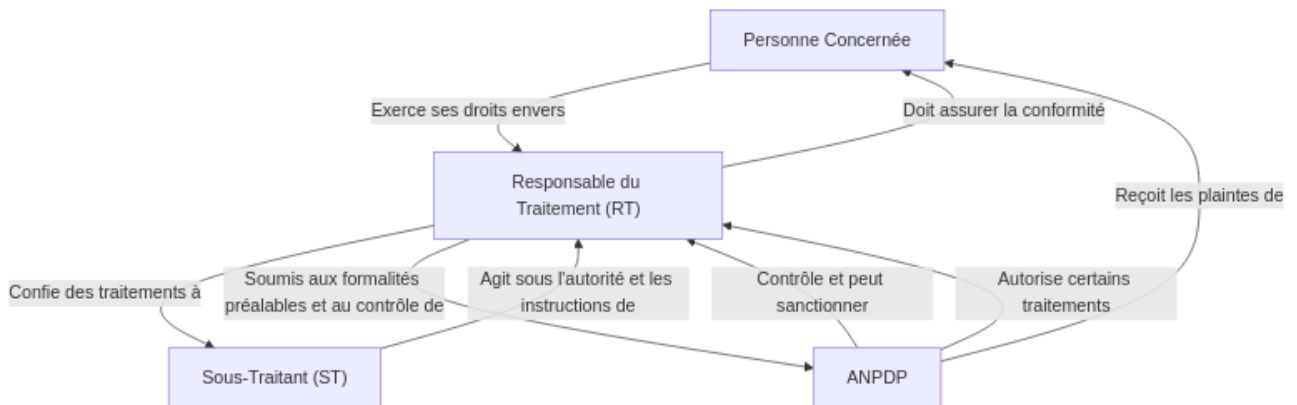 Personne Concernée
Exerce ses droits envers
Doit assurer la conformité
Responsable du
Traitement (RT)
Reçoit les plaintes de
Confie des traitements à
Soumis aux formalités
préalables et au contrôle de
Agit sous l'autorité et les
instructions de
Contrôle et peut
sanctionner
Autorise certains
traitements
Sous-Traitant (ST)
ANPDP